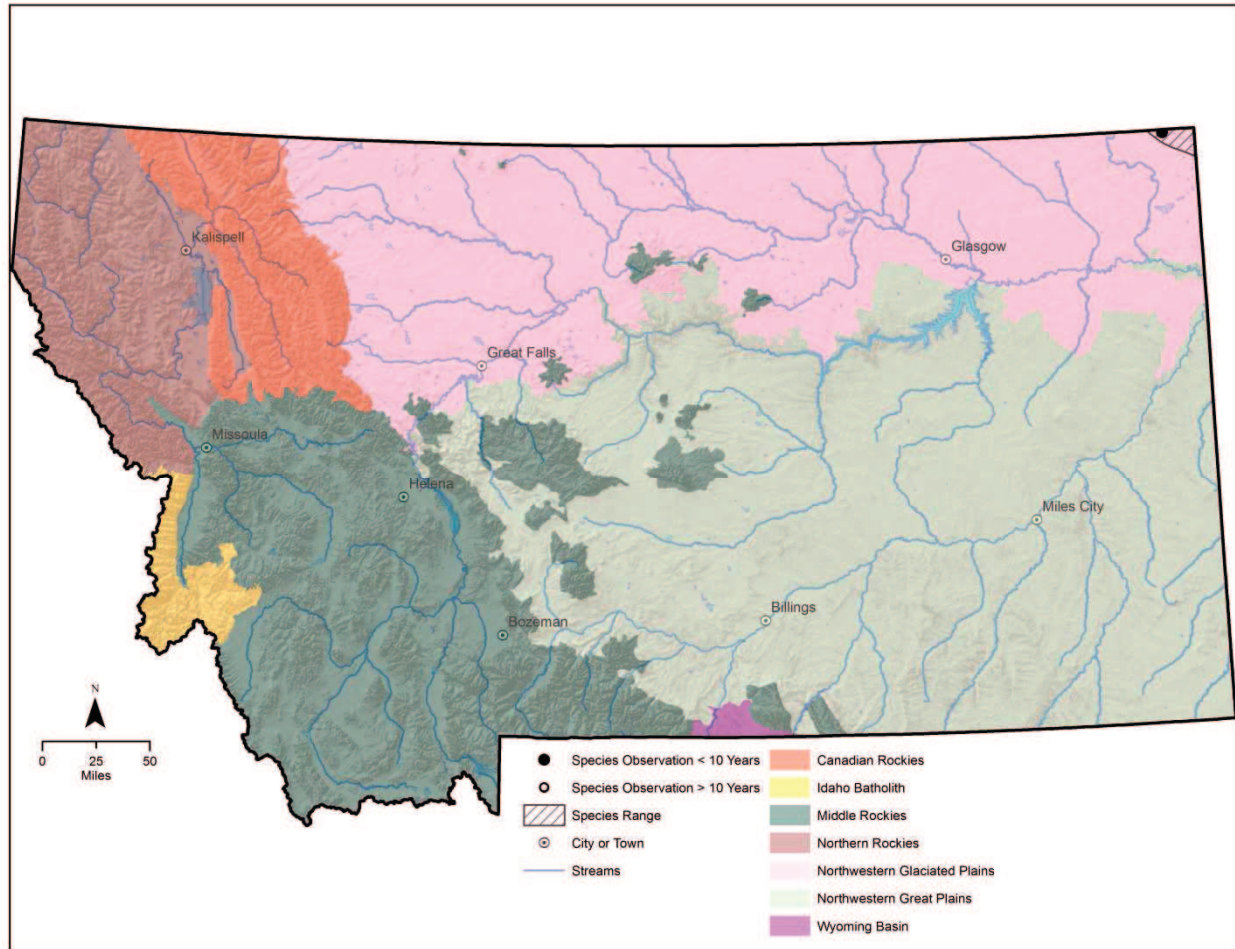 Kalispell
Glasgow
Great Falls
Missoula
Helena
Miles City
Billings
Bozeman
N
0 25 50
Miles
Species Observation < 10 Years
Species Observation > 10 Years
Species Range
City or Town
Streams
Canadian Rockies
Idaho Batholith
Middle Rockies
Northern Rockies
Northwestern Glaciated Plains
Northwestern Great Plains
Wyoming Basin